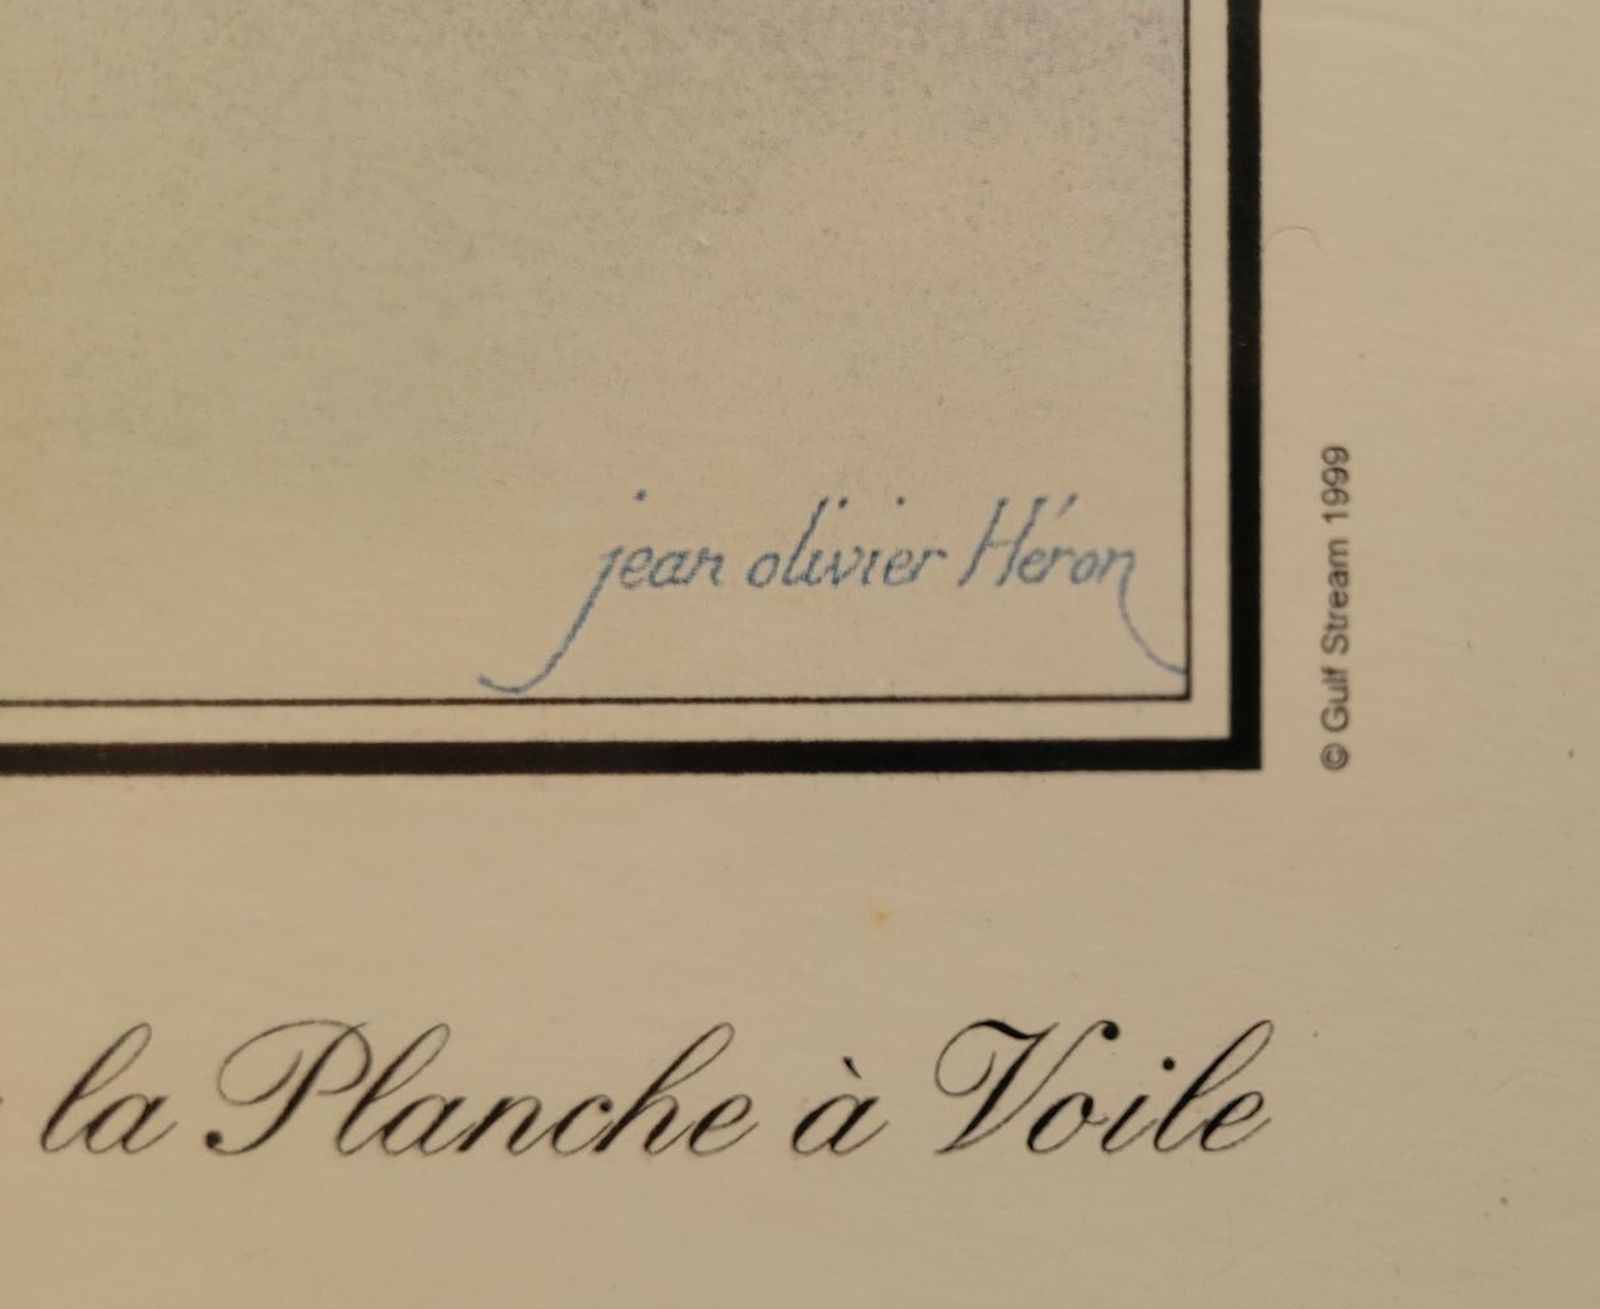 jean olivier Héron
© Gulf Stream 1999
la Planche à Voile